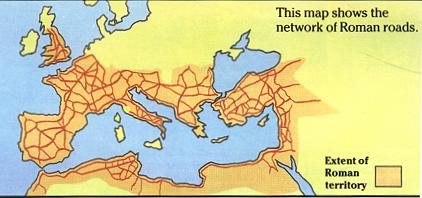 This map shows the
network of Roman roads.
Extent of
Roman
territory